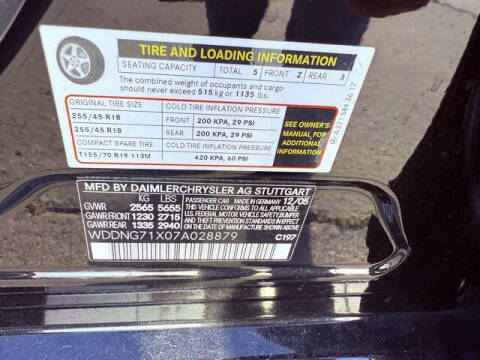 TIRE AND LOADING INFORMATION
SEATING CAPACITY TOTAL 5 FRONT 2 REAR 3
The combined weight of occupants and cargo
should never exceed 515 kg or 1135 lbs.
ORIGINAL TIRE SIZE COLD TIRE INFLATION PRESSURE
255/45 R18 FRONT 200 KPA, 29 PSI
255/45 R18 REAR 200 KPA, 29 PSI
COMPACT SPARE TIRE COLD TIRE INFLATION PRESSURE
T155/70 R19 113M 420 KPA, 60 PSI
SEE OWNER'S
MANUAL FOR
ADDITIONAL
INFORMATION
A 221 584 36 17
MFD BY DAIMLERCHRYSLER AG STUTTGART
KG LBS PASSENGER CAR 12/05
GVWR 2565 5655
GAWR FRONT 1230 2715
GAWR REAR 1335 2940
THIS VEHICLE CONFORMS TO ALL APPLICABLE
U.S. FEDERAL MOTOR VEHICLE SAFETY, BUMPER
AND THEFT PREVENTION STANDARDS IN EFFECT
ON THE DATE OF MANUFACTURE SHOWN ABOVE
WDDNG71X07A028879 C197